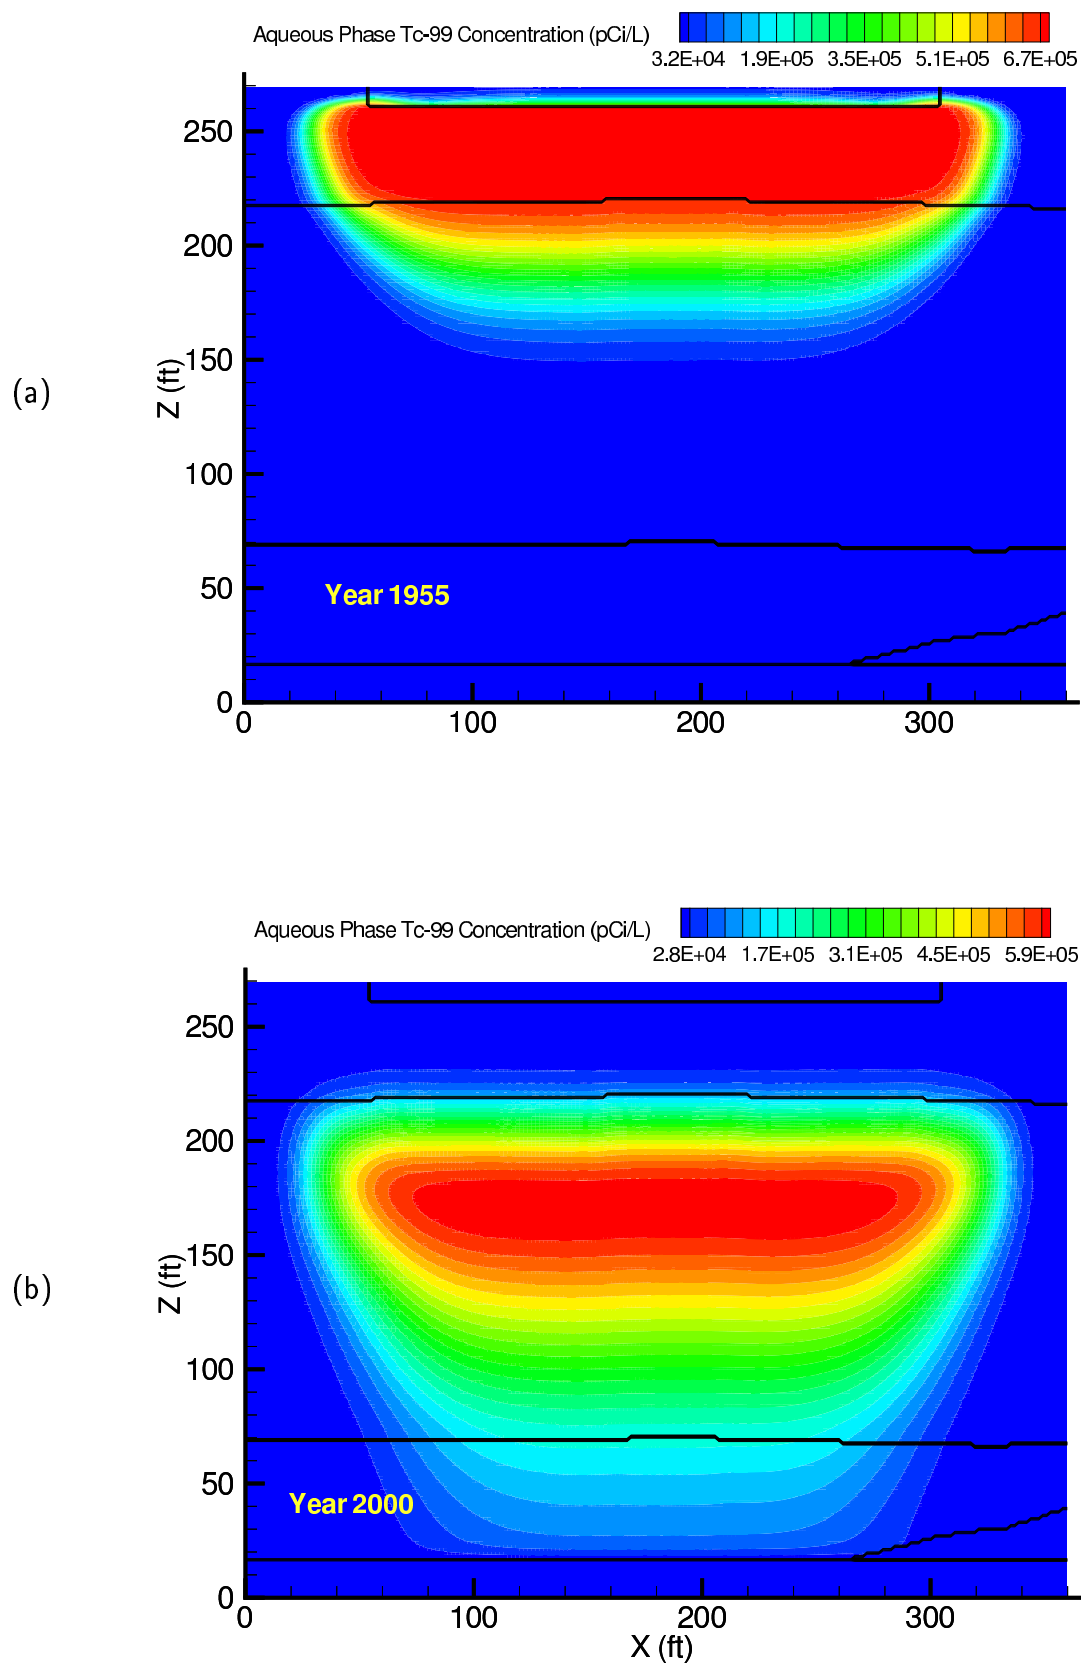 Aqueous Phase Tc-99 Concentration (pCi/L)
3.2E+04 1.9E+05 3.5E+05 5.1E+05 6.7E+05
250
200
150
100
50
0
Z (ft)
(a)
Year 1955
0 100 200 300
Aqueous Phase Tc-99 Concentration (pCi/L)
2.8E+04 1.7E+05 3.1E+05 4.5E+05 5.9E+05
250
200
150
100
50
0
Z (ft)
(b)
Year 2000
0 100 200 300
X (ft)